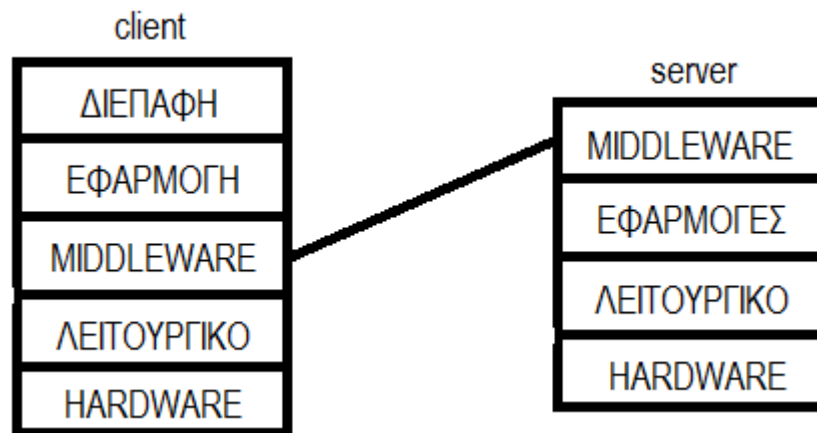 client
ΔΙΕΠΑΦΗ
ΕΦΑΡΜΟΓΗ
MIDDLEWARE
ΛΕΙΤΟΥΡΓΙΚΟ
HARDWARE
server
MIDDLEWARE
ΕΦΑΡΜΟΓΕΣ
ΛΕΙΤΟΥΡΓΙΚΟ
HARDWARE